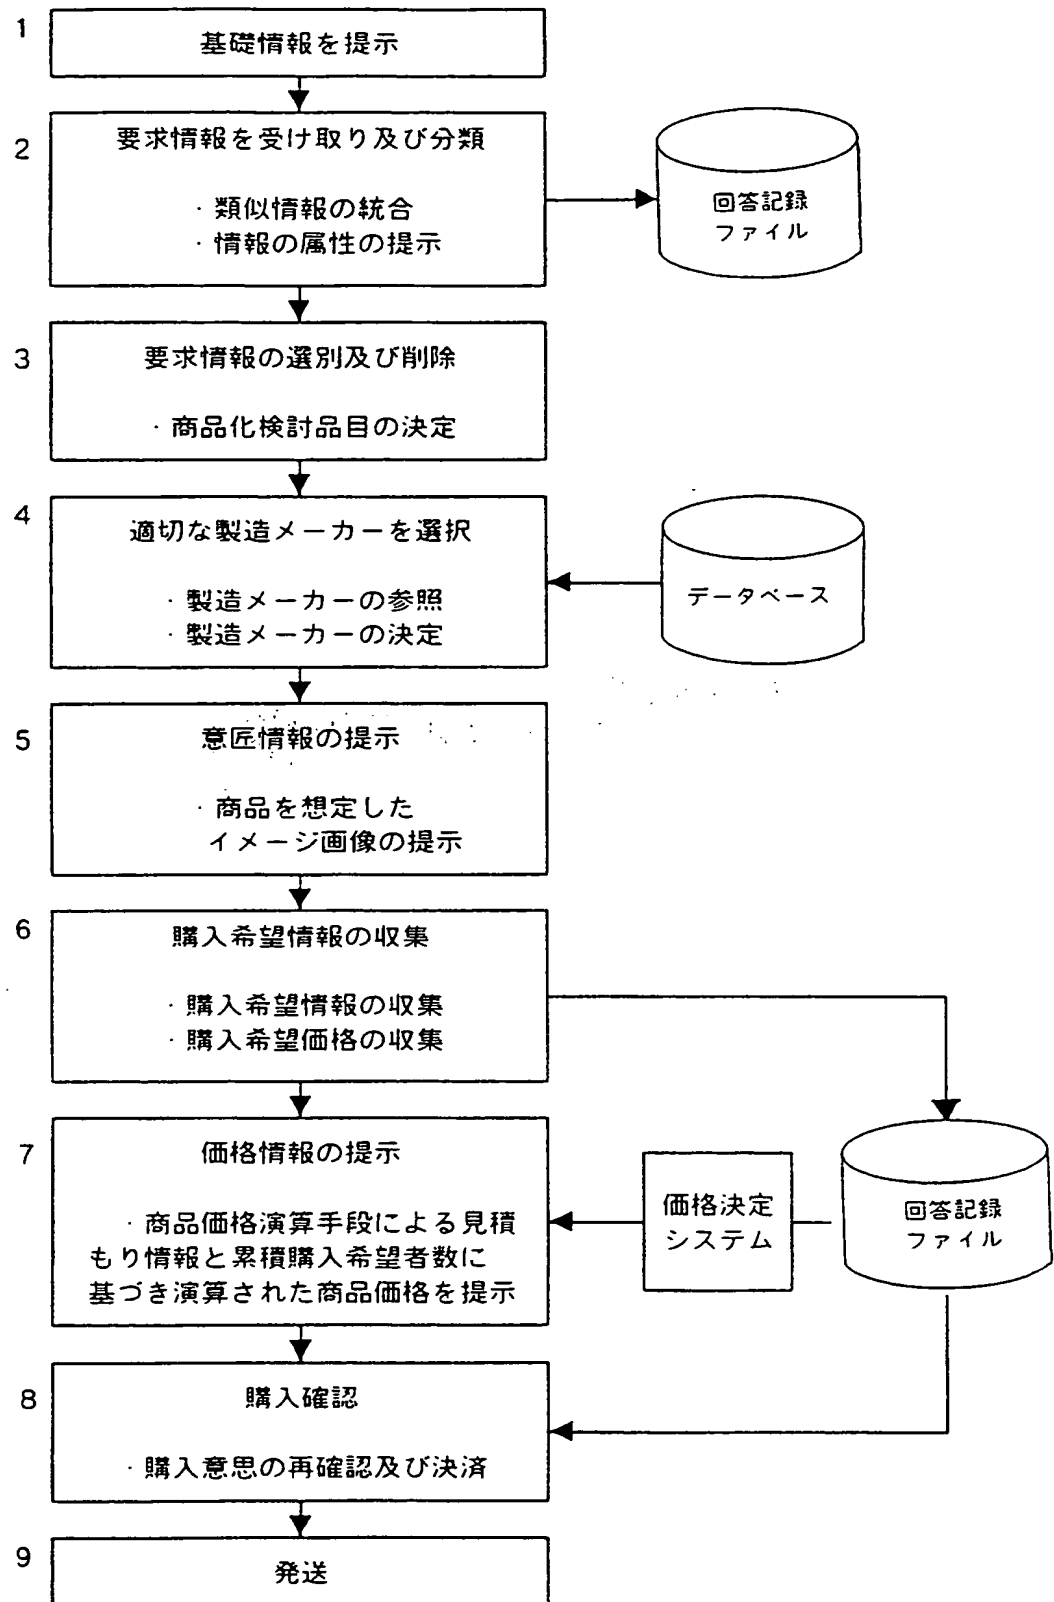 1
基礎情報を提示
2
要求情報を受け取り及び分類
・類似情報の統合
・情報の属性の提示
回答記録
ファイル
3
要求情報の選別及び削除
・商品化検討品目の決定
4
適切な製造メーカーを選択
・製造メーカーの参照
・製造メーカーの決定
データベース
5
意匠情報の提示
・商品を想定した
イメージ画像の提示
6
購入希望情報の収集
・購入希望情報の収集
・購入希望価格の収集
7
価格情報の提示
・商品価格演算手段による見積
もり情報と累積購入希望者数に
基づき演算された商品価格を提示
価格決定
システム
回答記録
ファイル
8
購入確認
・購入意思の再確認及び決済
9
発送